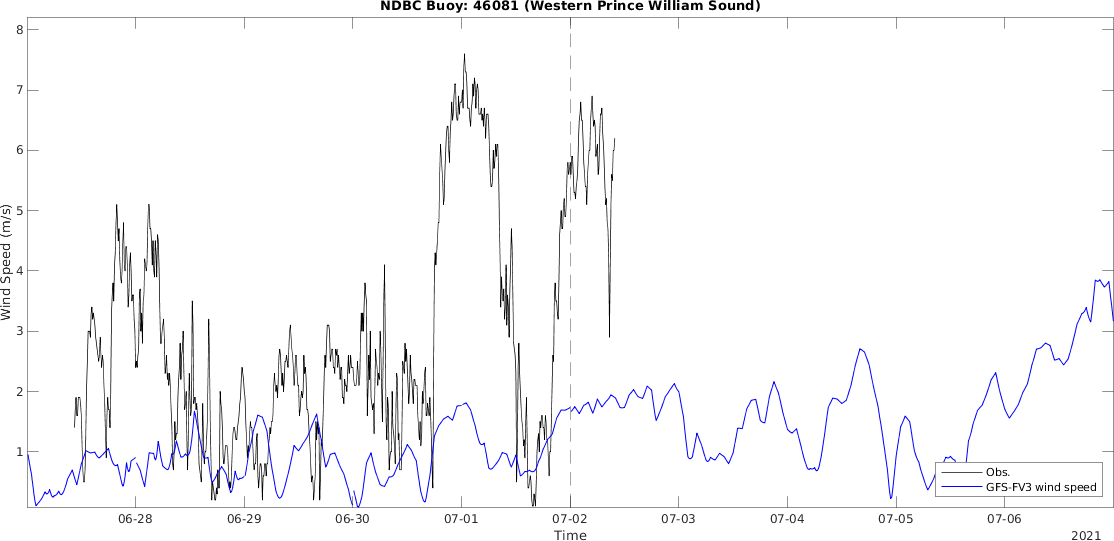 NDBC Buoy: 46081 (Western Prince William Sound)
8
7
6
5
4
3
2
1
Wind Speed (m/s)
Obs.
GFS-FV3 wind speed
06-28 06-29 06-30 07-01 07-02 07-03 07-04 07-05 07-06
Time
2021